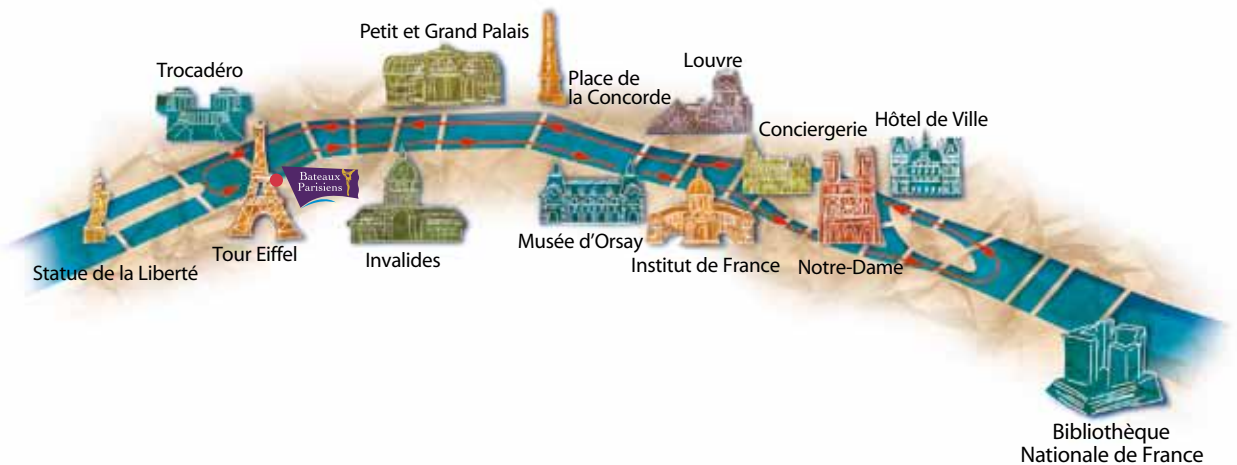 Petit et Grand Palais
Trocadéro
Place de
la Concorde
Louvre
Conciergerie
Hôtel de Ville
Bateaux
Parisiens
Statue de la Liberté
Tour Eiffel
Invalides
Musée d'Orsay
Institut de France
Notre-Dame
Bibliothèque
Nationale de France